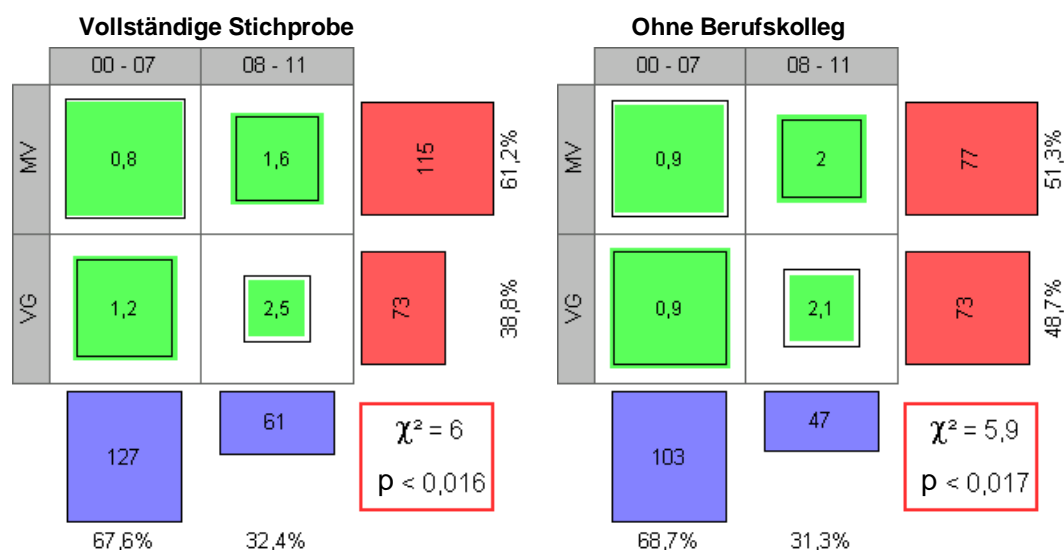 Vollständige Stichprobe
00 - 07 08 - 11
MV 0,8 1,6 115 61,2%
VG 1,2 2,5 73 38,8%
127 61
χ² = 6
p < 0,016
67,6% 32,4%
Ohne Berufskolleg
00 - 07 08 - 11
MV 0,9 2 77 51,3%
VG 0,9 2,1 73 48,7%
103 47
χ² = 5,9
p < 0,017
68,7% 31,3%